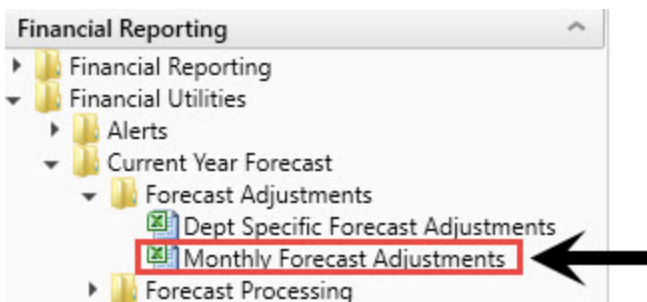 Financial Reporting
Financial Reporting
Financial Utilities
Alerts
Current Year Forecast
Forecast Adjustments
Dept Specific Forecast Adjustments
Monthly Forecast Adjustments
Forecast Processing